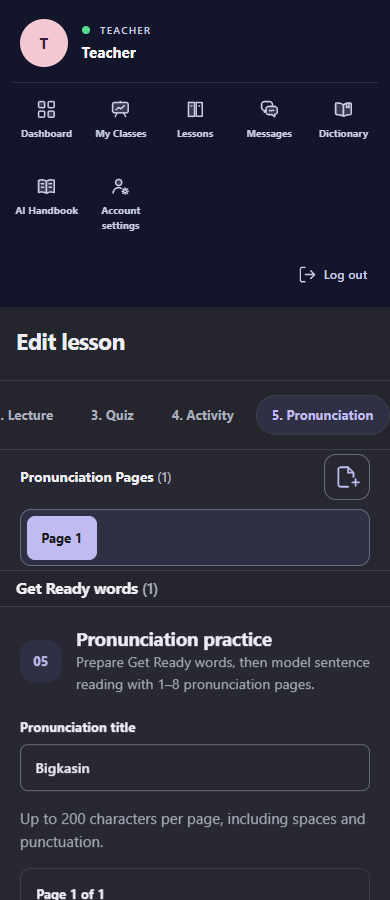 T
TEACHER
Teacher
Dashboard
My Classes
Lessons
Messages
Dictionary
AI Handbook
Account
settings
Log out
Edit lesson
. Lecture
3. Quiz
4. Activity
5. Pronunciation
Pronunciation Pages (1)
Page 1
Get Ready words (1)
05
Pronunciation practice
Prepare Get Ready words, then model sentence
reading with 1–8 pronunciation pages.
Pronunciation title
Bigkasin
Up to 200 characters per page, including spaces and
punctuation.
Page 1 of 1